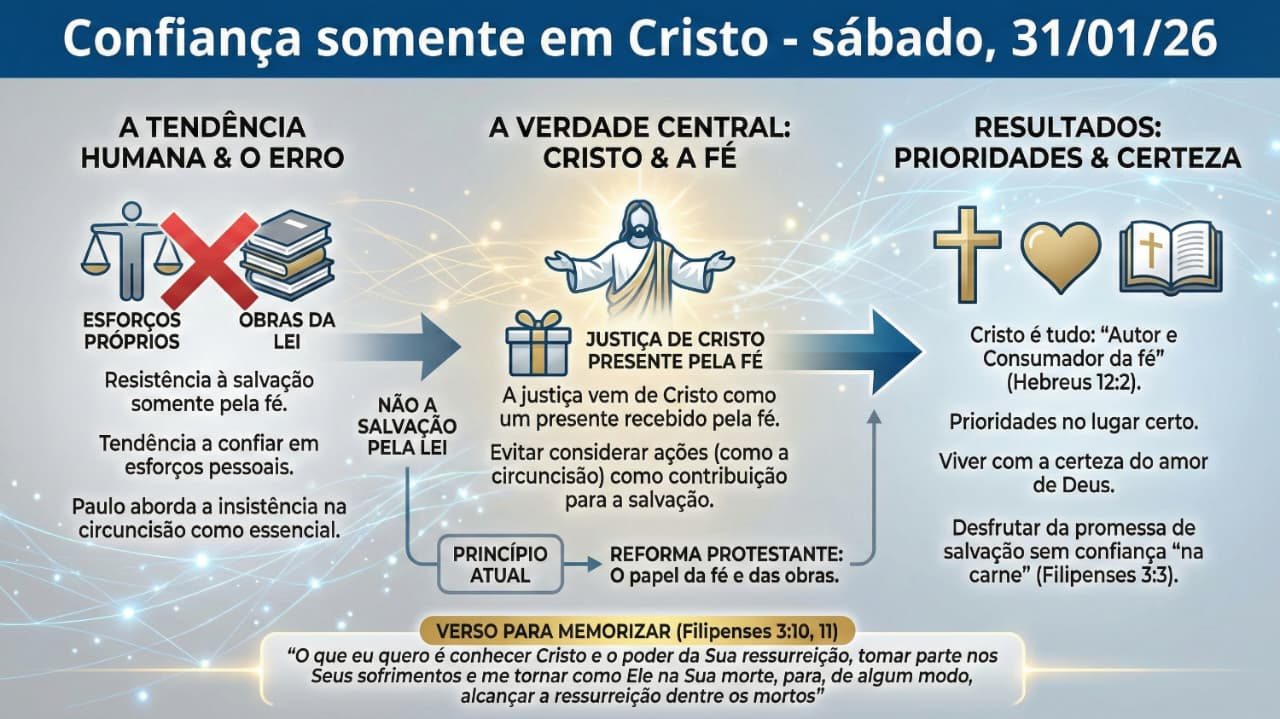 Confiança somente em Cristo - sábado, 31/01/26
A TENDÊNCIA
HUMANA & O ERRO
ESFORÇOS
PRÓPRIOS
OBRAS DA
LEI
Resistência à salvação
somente pela fé.
Tendência a confiar em
esforços pessoais.
Paulo aborda a insistência na
circuncisão como essencial.
NÃO A
SALVAÇÃO
PELA LEI
A VERDADE CENTRAL:
CRISTO & A FÉ
JUSTIÇA DE CRISTO
PRESENTE PELA FÉ
A justiça vem de Cristo como
um presente recebido pela fé.
Evitar considerar ações (como a
circuncisão) como contribuição
para a salvação.
PRINCÍPIO
ATUAL
REFORMA PROTESTANTE:
O papel da fé e das obras.
RESULTADOS:
PRIORIDADES & CERTEZA
Cristo é tudo: “Autor e
Consumador da fé”
(Hebreus 12:2).
Prioridades no lugar certo.
Viver com a certeza do amor
de Deus.
Desfrutar da promessa de
salvação sem confiança “na
carne” (Filipenses 3:3).
VERSO PARA MEMORIZAR (Filipenses 3:10, 11)
“O que eu quero é conhecer Cristo e o poder da Sua ressurreição, tomar parte nos
Seus sofrimentos e me tornar como Ele na Sua morte, para, de algum modo,
alcançar a ressurreição dentre os mortos”